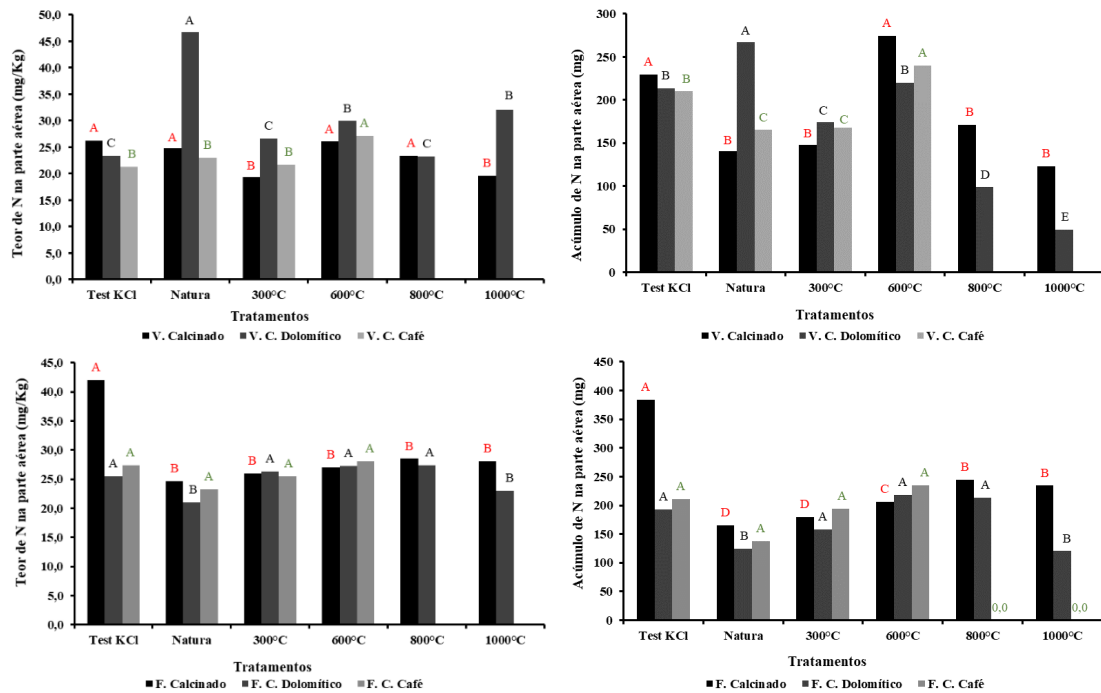 Teor de N na parte aérea (mg/Kg)
50,0
45,0
40,0
35,0
30,0
25,0
20,0
15,0
10,0
5,0
0,0
A C B
A A B
B C B
A B A
A C
B B
Test KCl Natura 300°C 600°C 800°C 1000°C
Tratamentos
V. Calcinado V. C. Dolomítico V. C. Café
Acúmulo de N na parte aérea (mg)
300
250
200
150
100
50
0
A B B
B A C
B C C
A B A
B D
B E
Test KCl Natura 300°C 600°C 800°C 1000°C
Tratamentos
V. Calcinado V. C. Dolomítico V. C. Café
Teor de N na parte aérea (mg/Kg)
45,0
40,0
35,0
30,0
25,0
20,0
15,0
10,0
5,0
0,0
A A A
B B A
B A A
B A A
B A
B B
Test KCl Natura 300°C 600°C 800°C 1000°C
Tratamentos
F. Calcinado F. C. Dolomítico F. C. Café
Acúmulo de N na parte aérea (mg)
450
400
350
300
250
200
150
100
50
0
A A A
D B A
D A A
C A A
B A 0,0
B B 0,0
Test KCl Natura 300°C 600°C 800°C 1000°C
Tratamentos
F. Calcinado F. C. Dolomítico F. C. Café